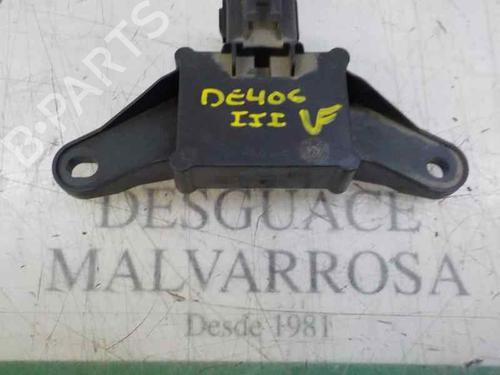 B-PARTS
DE406
III VF
DESGUACE
MALVARROSA
Desde 1981